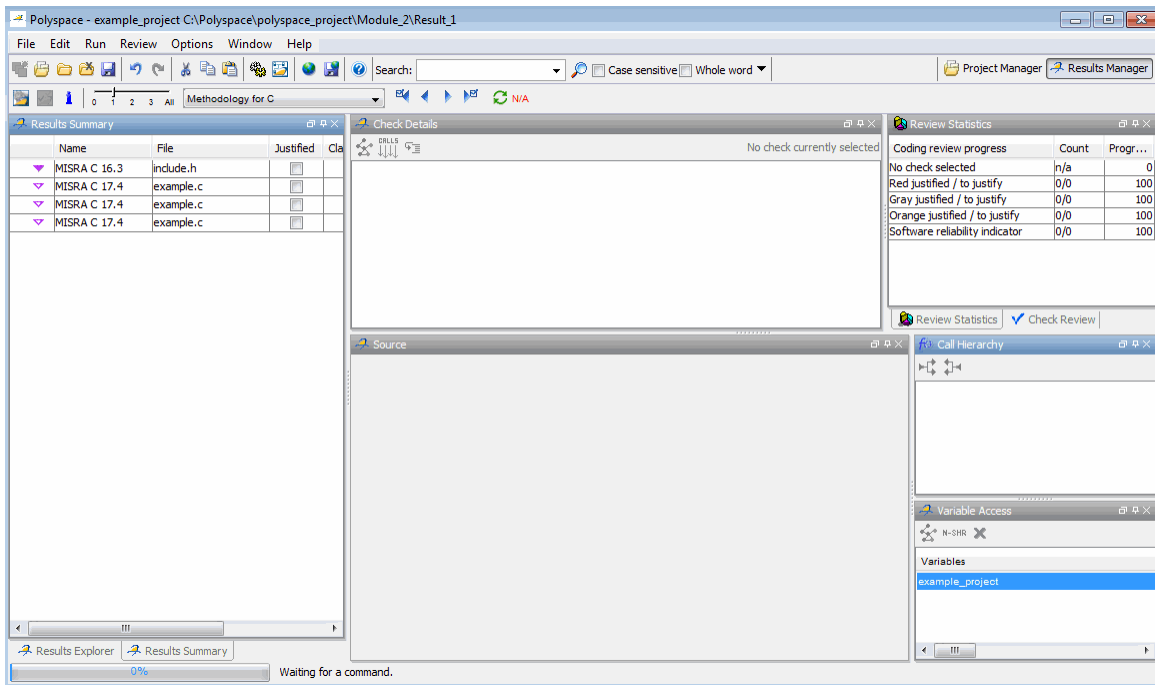 Polyspace - example_project C:\Polyspace\polyspace_project\Module_2\Result_1
File Edit Run Review Options Window Help
Search: Case sensitive Whole word Project Manager Results Manager
0 1 2 3 All Methodology for C N/A
Results Summary
Name File Justified Cla
MISRA C 16.3 include.h
MISRA C 17.4 example.c
MISRA C 17.4 example.c
MISRA C 17.4 example.c
Results Explorer Results Summary
Check Details
CALLS No check currently selected
Review Statistics
Coding review progress Count Progr...
No check selected n/a 0
Red justified / to justify 0/0 100
Gray justified / to justify 0/0 100
Orange justified / to justify 0/0 100
Software reliability indicator 0/0 100
Review Statistics Check Review
Source
f(x) Call Hierarchy
Variable Access
N-SHR
Variables
example_project
0% Waiting for a command.